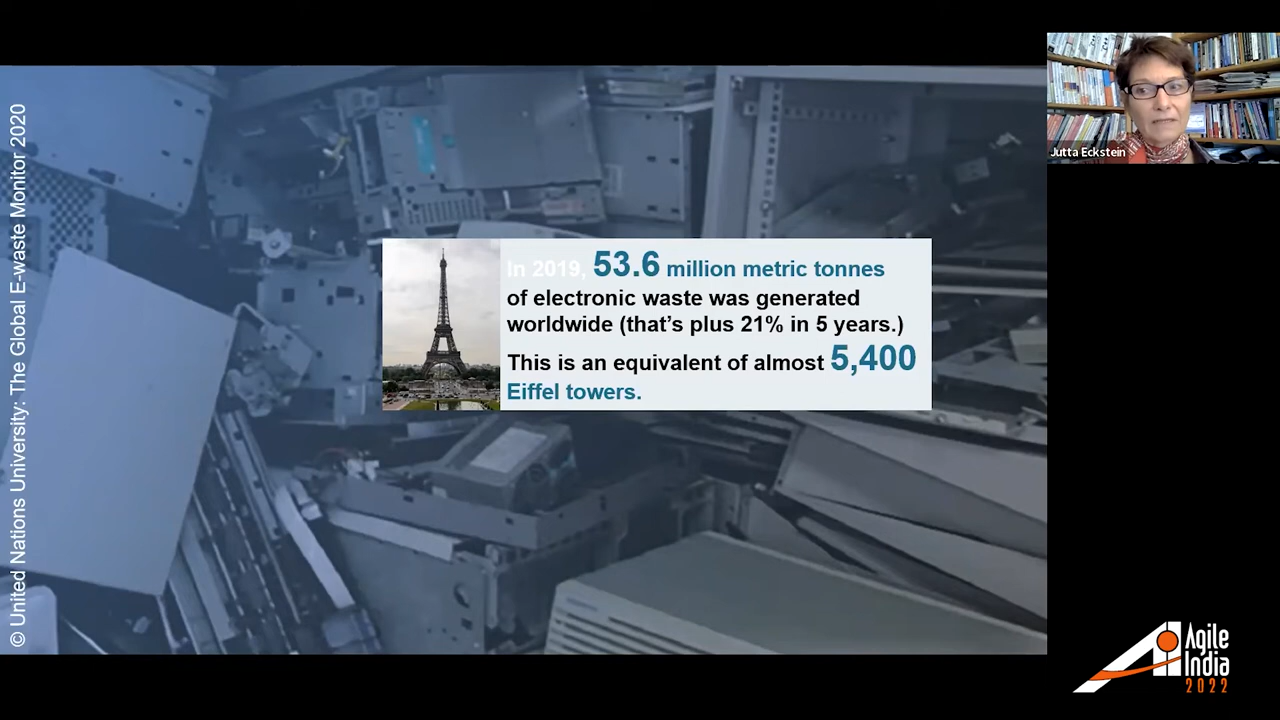 © United Nations University: The Global E-waste Monitor 2020
In 2019, 53.6 million metric tonnes
of electronic waste was generated
worldwide (that’s plus 21% in 5 years.)
This is an equivalent of almost 5,400
Eiffel towers.
Jutta Eckstein
Agile
India
2022